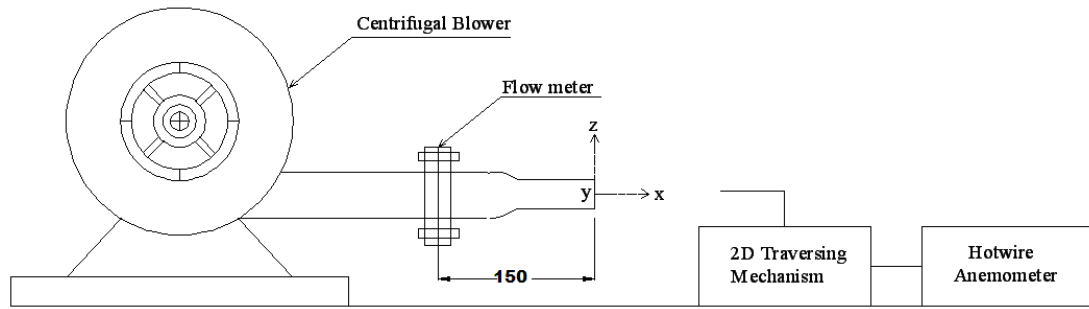 Centrifugal Blower
Flow meter
z
y
x
150
2D Traversing
Mechanism
Hotwire
Anemometer